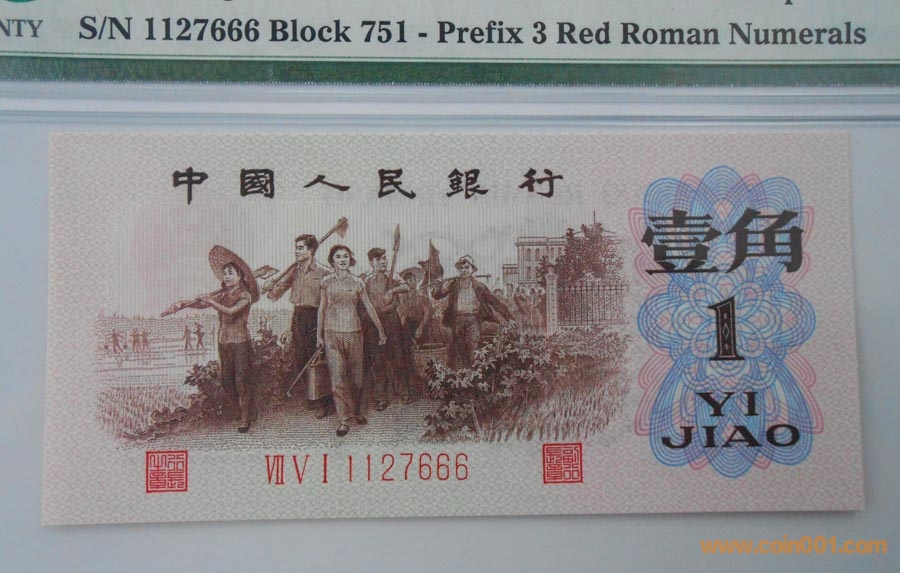 NTY S/N 1127666 Block 751 - Prefix 3 Red Roman Numerals
中國人民銀行
壹角
1
YI
JIAO
Ⅶ Ⅴ Ⅰ 1127666
www.coin001.com